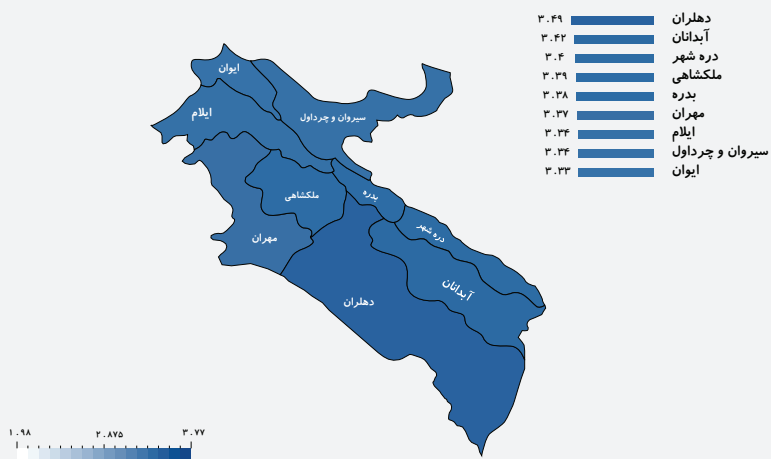 دهلران ۳.۴۹
آبدانان ۳.۴۲
دره شهر ۳.۴
ملکشاهی ۳.۳۹
بدره ۳.۳۸
مهران ۳.۳۷
ایلام ۳.۳۴
سیروان و چرداول ۳.۳۴
ایوان ۳.۳۳
ایوان
ایلام
سیروان و چرداول
ملکشاهی
بدره
مهران
دره شهر
آبدانان
دهلران
۱.۹۸ ۲.۸۷۵ ۳.۷۷